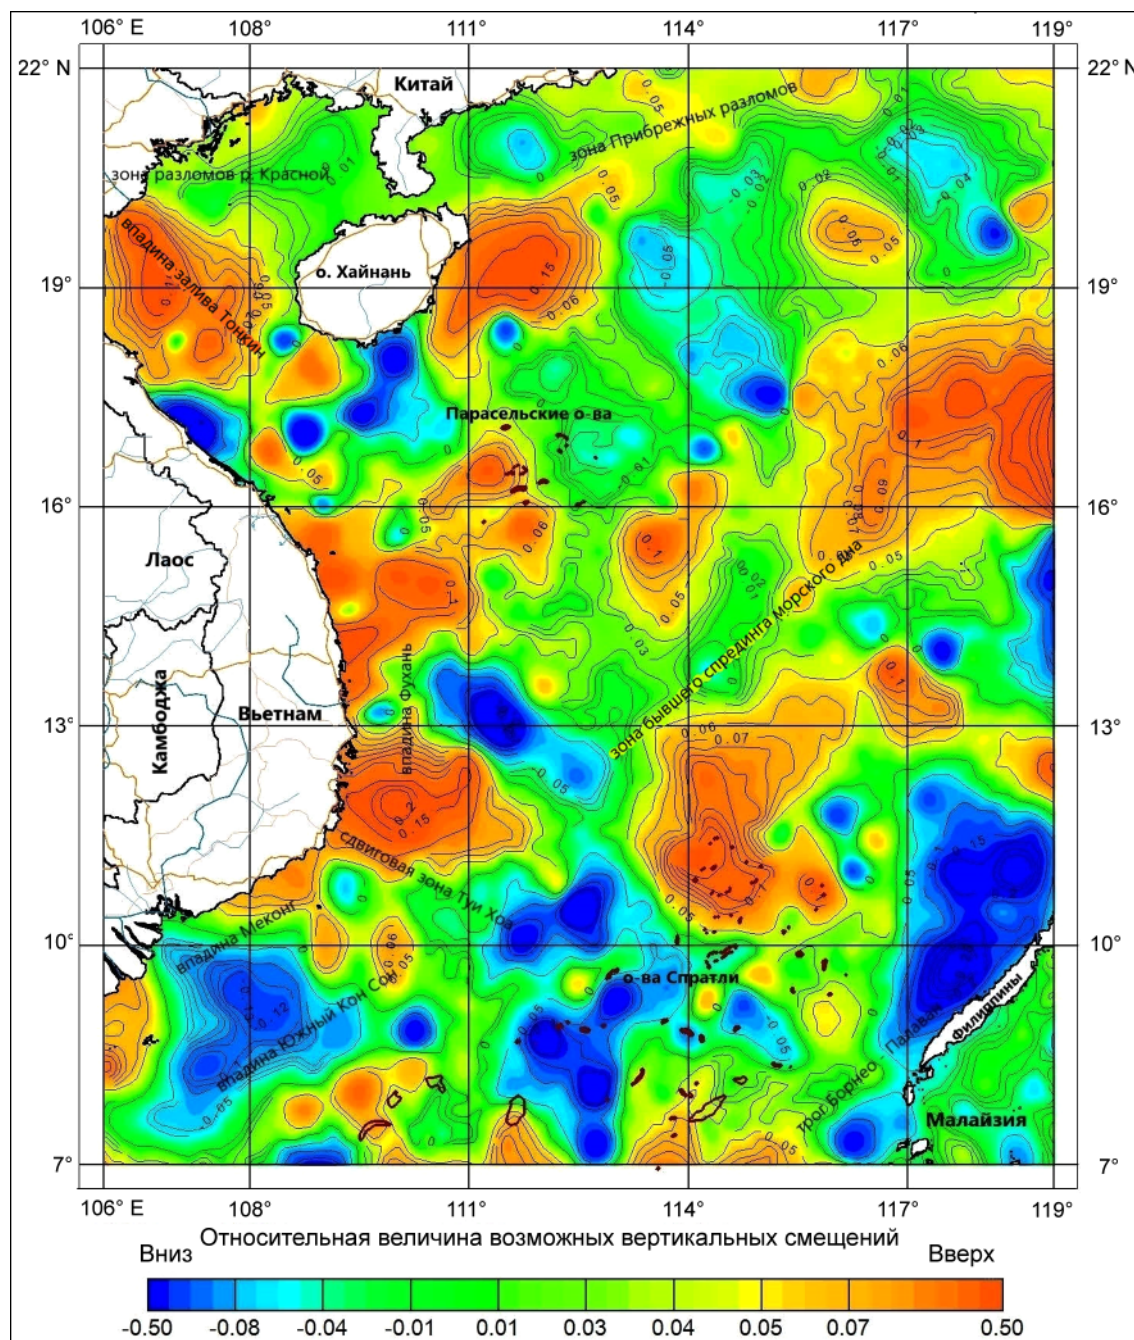 106° E 108° 111° 114° 117° 119°
22° N 22° N
Китай
зона Прибрежных разломов
зона разломов р. Красной
впадина залива Тонкин
о. Хайнань
19° 19°
Парасельские о-ва
16° 16°
Лаос
зона бывшего спрединга морского дна
Камбоджа
Вьетнам
впадина Фухань
13° 13°
сдвиговая зона Туи Хоа
впадина Меконг
10° 10°
о-ва Спратли
впадина Южный Кон Сон
Филиппины
трог Борнео - Палаван
Малайзия
7° 7°
106° E 108° 111° 114° 117° 119°
Относительная величина возможных вертикальных смещений
Вниз Вверх
-0.50 -0.08 -0.04 -0.01 0.01 0.03 0.04 0.05 0.07 0.50